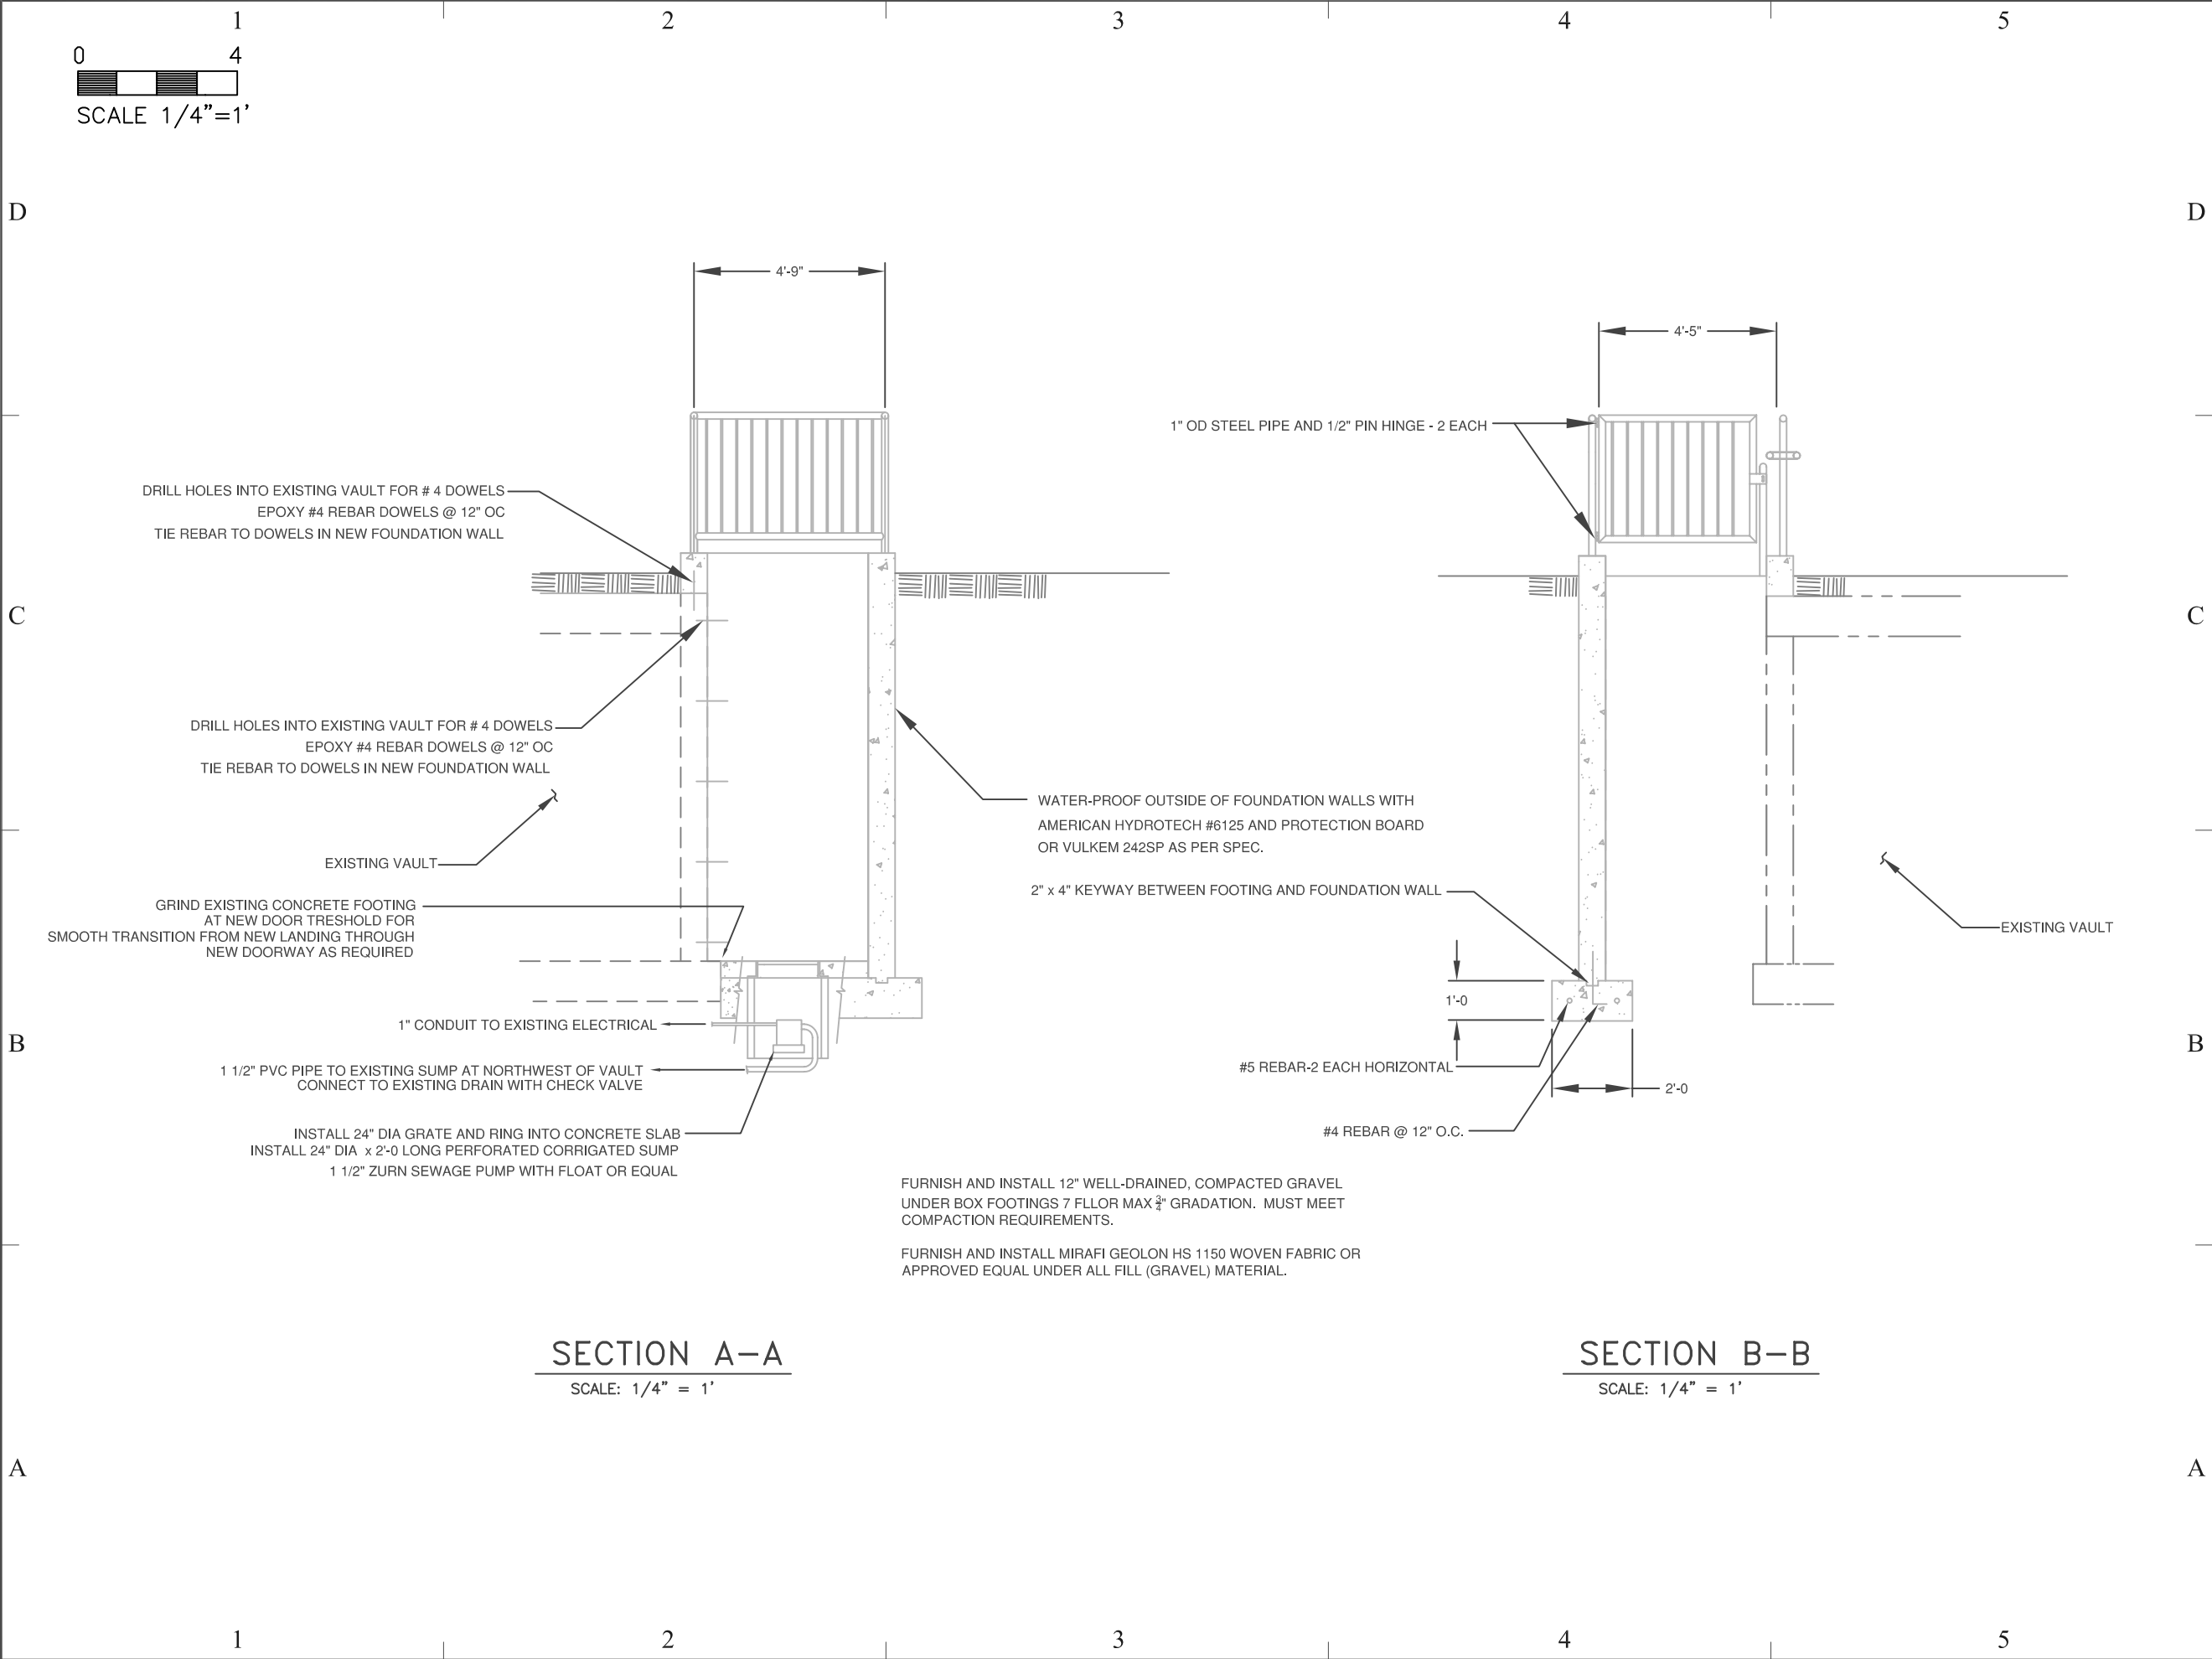 1 2 3 4 5
0 4
SCALE 1/4"=1'
D D
4'-9"
4'-5"
1" OD STEEL PIPE AND 1/2" PIN HINGE - 2 EACH
DRILL HOLES INTO EXISTING VAULT FOR # 4 DOWELS
EPOXY #4 REBAR DOWELS @ 12" OC
TIE REBAR TO DOWELS IN NEW FOUNDATION WALL
C C
DRILL HOLES INTO EXISTING VAULT FOR # 4 DOWELS
EPOXY #4 REBAR DOWELS @ 12" OC
TIE REBAR TO DOWELS IN NEW FOUNDATION WALL
WATER-PROOF OUTSIDE OF FOUNDATION WALLS WITH
AMERICAN HYDROTECH #6125 AND PROTECTION BOARD
OR VULKEM 242SP AS PER SPEC.
EXISTING VAULT
2" x 4" KEYWAY BETWEEN FOOTING AND FOUNDATION WALL
GRIND EXISTING CONCRETE FOOTING
AT NEW DOOR TRESHOLD FOR
SMOOTH TRANSITION FROM NEW LANDING THROUGH
NEW DOORWAY AS REQUIRED
EXISTING VAULT
1'-0
1" CONDUIT TO EXISTING ELECTRICAL
B B
1 1/2" PVC PIPE TO EXISTING SUMP AT NORTHWEST OF VAULT
CONNECT TO EXISTING DRAIN WITH CHECK VALVE
#5 REBAR-2 EACH HORIZONTAL
2'-0
INSTALL 24" DIA GRATE AND RING INTO CONCRETE SLAB
INSTALL 24" DIA x 2'-0 LONG PERFORATED CORRIGATED SUMP
1 1/2" ZURN SEWAGE PUMP WITH FLOAT OR EQUAL
#4 REBAR @ 12" O.C.
FURNISH AND INSTALL 12" WELL-DRAINED, COMPACTED GRAVEL
UNDER BOX FOOTINGS 7 FLLOR MAX 3/4" GRADATION. MUST MEET
COMPACTION REQUIREMENTS.
FURNISH AND INSTALL MIRAFI GEOLON HS 1150 WOVEN FABRIC OR
APPROVED EQUAL UNDER ALL FILL (GRAVEL) MATERIAL.
SECTION A-A
SCALE: 1/4" = 1'
SECTION B-B
SCALE: 1/4" = 1'
A A
1 2 3 4 5